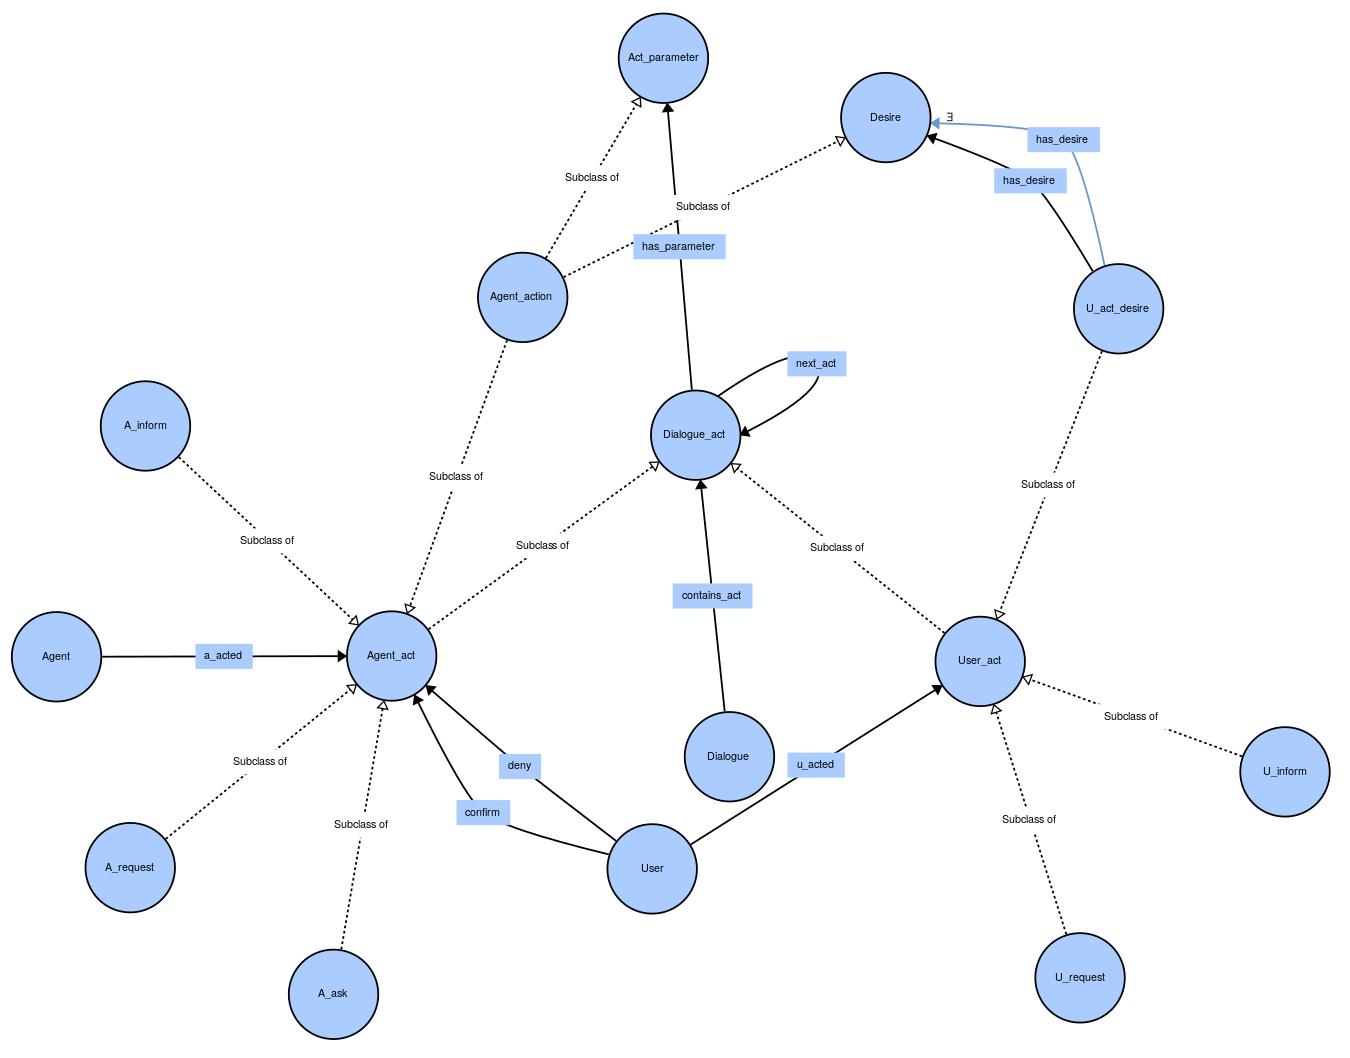 Act_parameter
Desire
∃
has_desire
Subclass of
has_desire
Subclass of
has_parameter
Agent_action
U_act_desire
next_act
A_inform
Dialogue_act
Subclass of
Subclass of
Subclass of
Subclass of
Subclass of
contains_act
Agent
a_acted
Agent_act
User_act
Subclass of
Subclass of
Dialogue
deny
u_acted
U_inform
confirm
Subclass of
Subclass of
A_request
User
U_request
A_ask